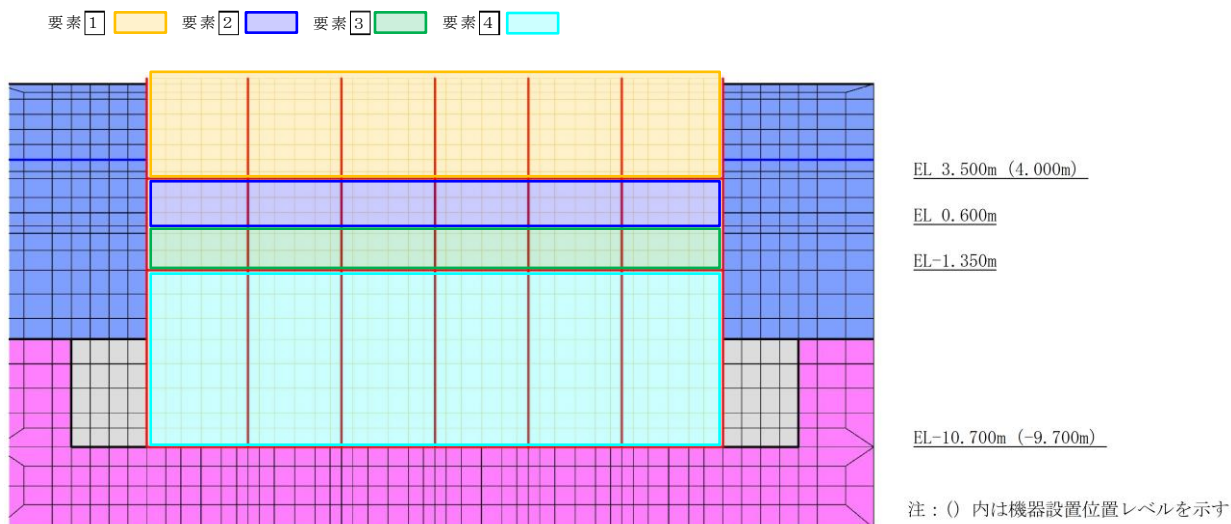 要素1 要素2 要素3 要素4
EL 3.500m (4.000m)
EL 0.600m
EL-1.350m
EL-10.700m (-9.700m)
注：() 内は機器設置位置レベルを示す